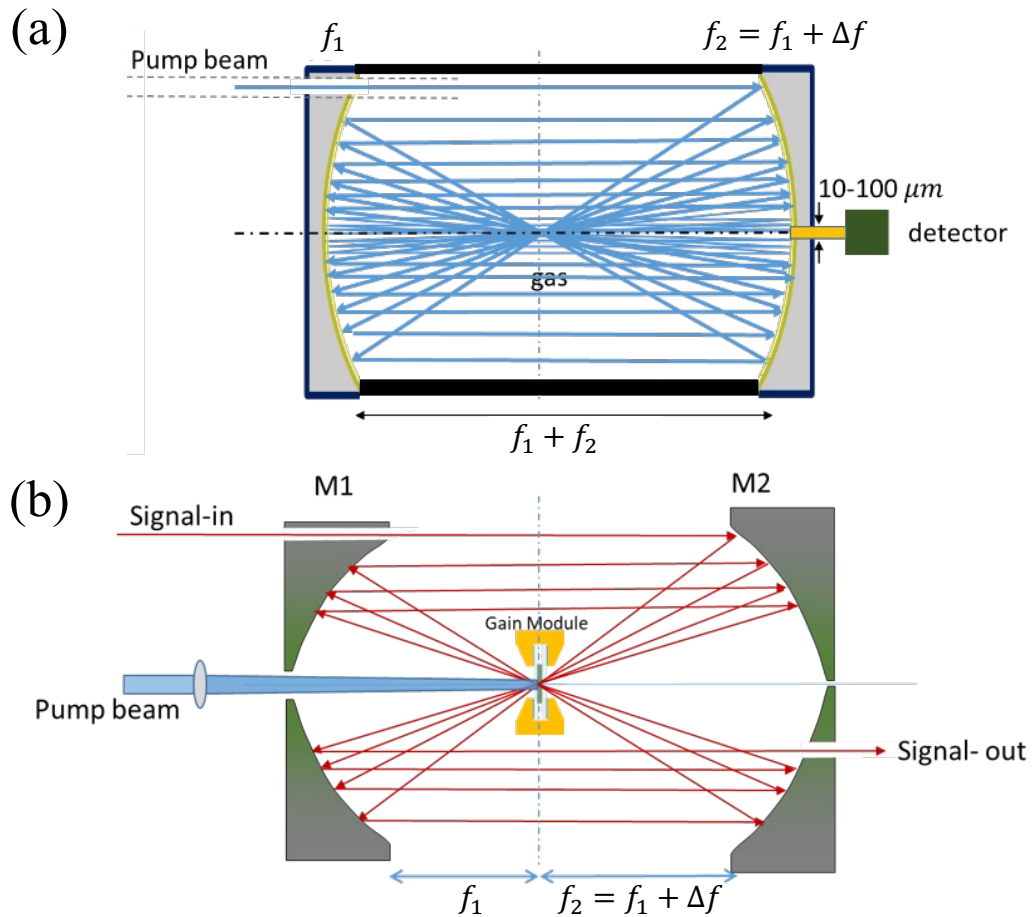 (a)
f₁
f₂ = f₁ + Δf
Pump beam
10-100 μm
detector
gas
f₁ + f₂
(b)
M1
M2
Signal-in
Gain Module
Pump beam
Signal- out
f₁
f₂ = f₁ + Δf